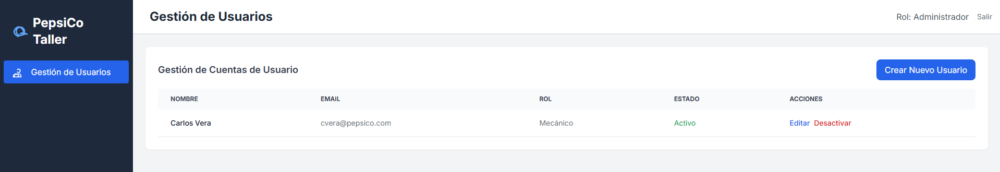 PepsiCo
Taller
Gestión de Usuarios
Gestión de Usuarios
Rol: Administrador Salir
Gestión de Cuentas de Usuario
Crear Nuevo Usuario
NOMBRE EMAIL ROL ESTADO ACCIONES
Carlos Vera cvera@pepsico.com Mecánico Activo Editar Desactivar